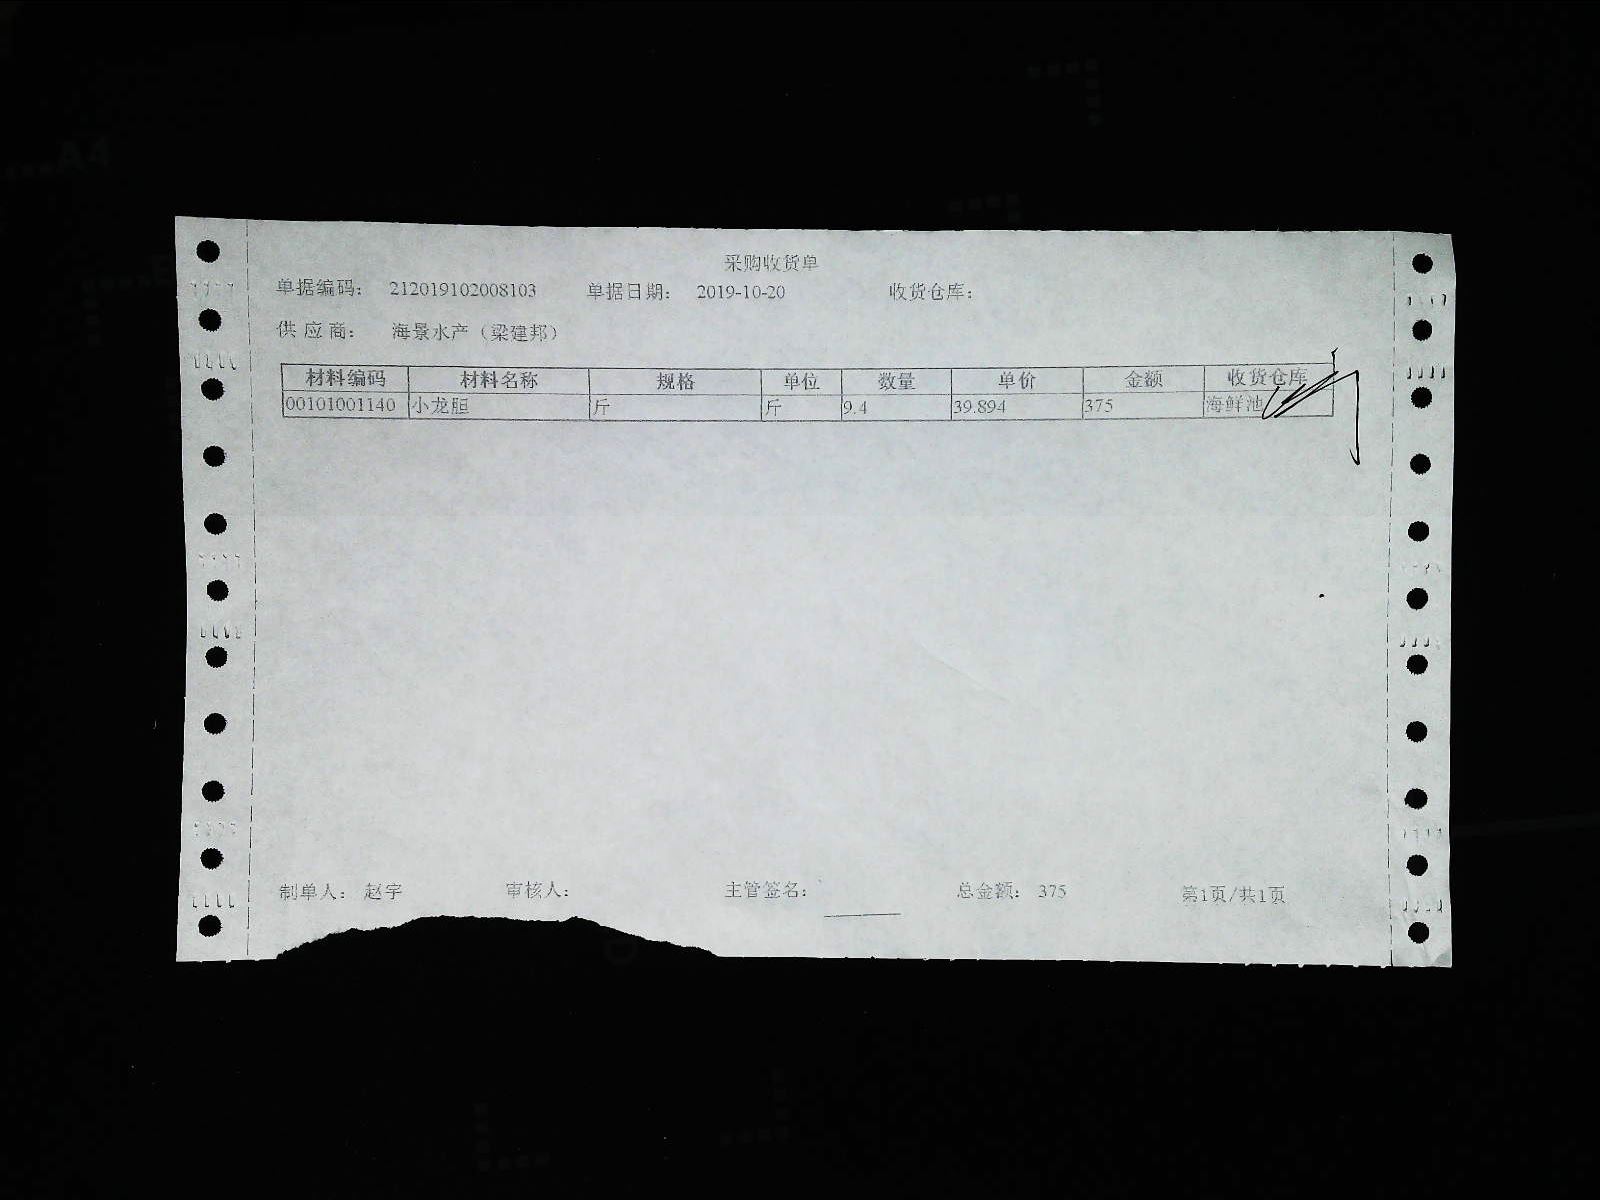 采购收货单
单据编码： 212019102008103 单据日期： 2019-10-20 收货仓库：
供应商： 海景水产（梁建邦）
材料编码 材料名称 规格 单位 数量 单价 金额 收货仓库
00101001140 小龙胆 斤 斤 9.4 39.894 375 海鲜池
制单人： 赵宇 审核人： 主管签名： 总金额： 375 第1页/共1页